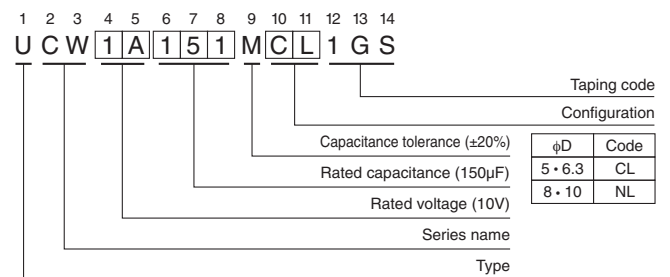 1 2 3 4 5 6 7 8 9 10 11 12 13 14
U C W 1 A 1 5 1 M C L 1 G S
Taping code
Configuration
Capacitance tolerance (±20%)
Rated capacitance (150µF)
Rated voltage (10V)
Series name
Type
ϕD Code
5 • 6.3 CL
8 • 10 NL